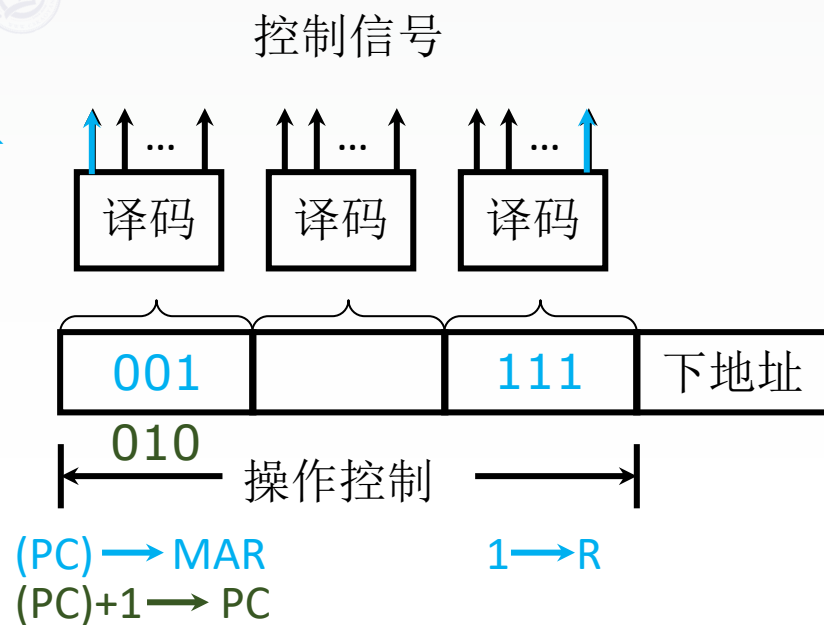 控制信号
... ... ...
译码 译码 译码
001 111 下地址
010
操作控制
(PC)→MAR 1→R
(PC)+1→PC